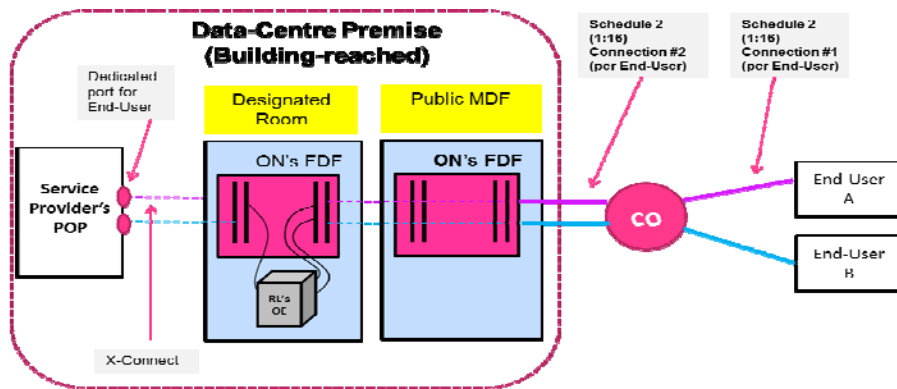 Data-Centre Premise
(Building-reached)
Schedule 2
(1:16)
Connection #2
(per End-User)
Schedule 2
(1:16)
Connection #1
(per End-User)
Dedicated
port for
End-User
Designated
Room
Public MDF
ON's FDF
ON's FDF
Service
Provider's
POP
CO
End-User
A
End-User
B
RL's
OE
X-Connect